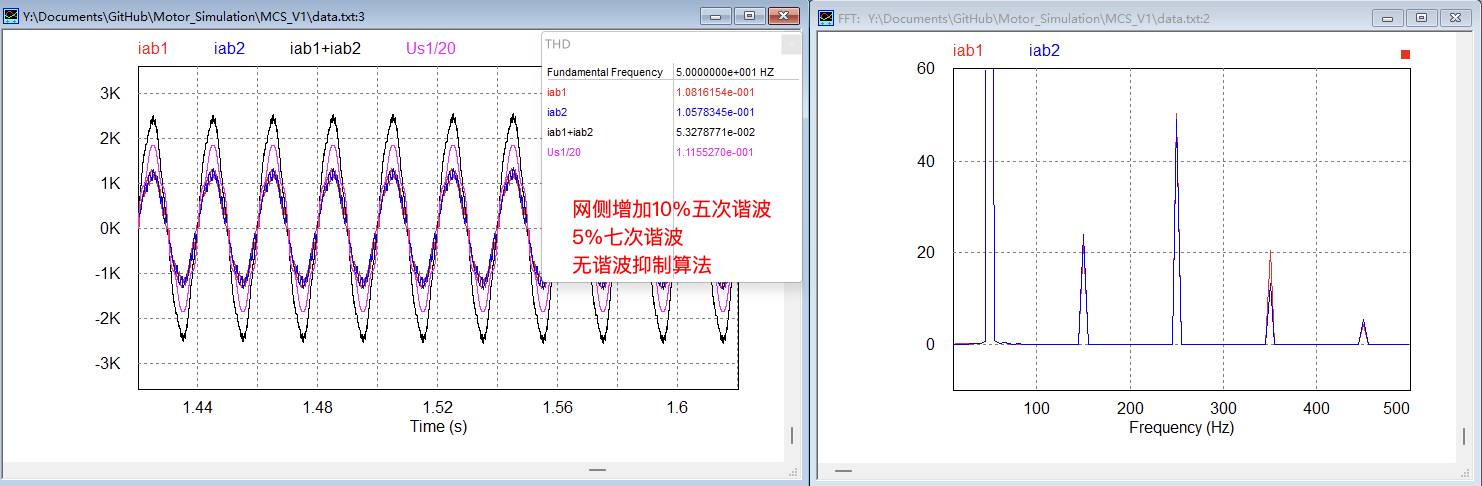 Y:\Documents\GitHub\Motor_Simulation\MCS_V1\data.txt:3
iab1 iab2 iab1+iab2 Us1/20
THD
Fundamental Frequency 5.0000000e+001 HZ
iab1 1.0816154e-001
iab2 1.0578345e-001
iab1+iab2 5.3278771e-002
Us1/20 1.1155270e-001
网侧增加10%五次谐波
5%七次谐波
无谐波抑制算法
3K
2K
1K
0K
-1K
-2K
-3K
1.44 1.48 1.52 1.56 1.6
Time (s)
FFT: Y:\Documents\GitHub\Motor_Simulation\MCS_V1\data.txt:2
iab1 iab2
60
40
20
0
100 200 300 400 500
Frequency (Hz)